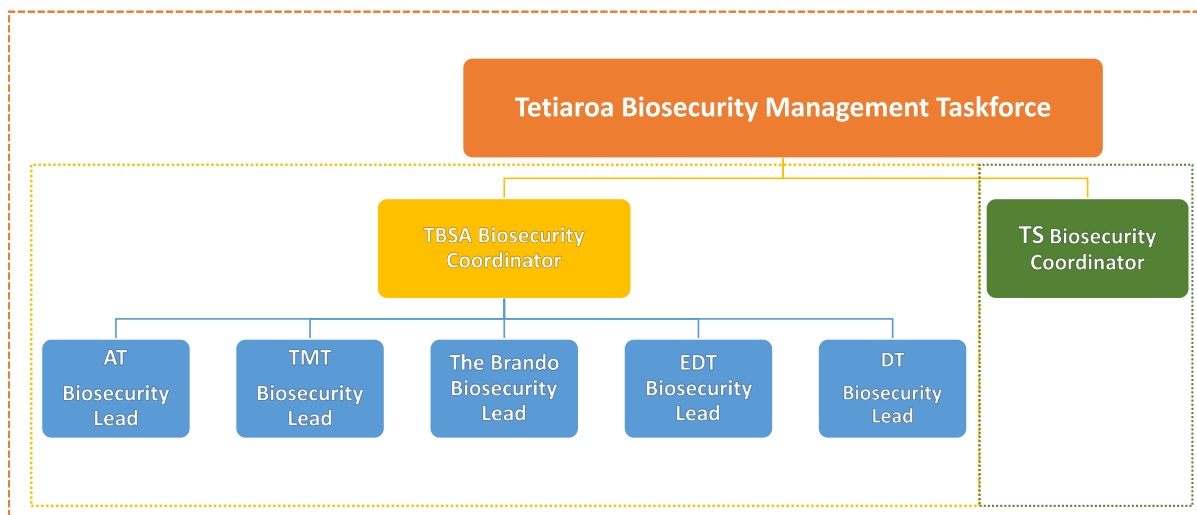 Tetiaroa Biosecurity Management Taskforce
TBSA Biosecurity
Coordinator
TS Biosecurity
Coordinator
AT
Biosecurity
Lead
TMT
Biosecurity
Lead
The Brando
Biosecurity
Lead
EDT
Biosecurity
Lead
DT
Biosecurity
Lead